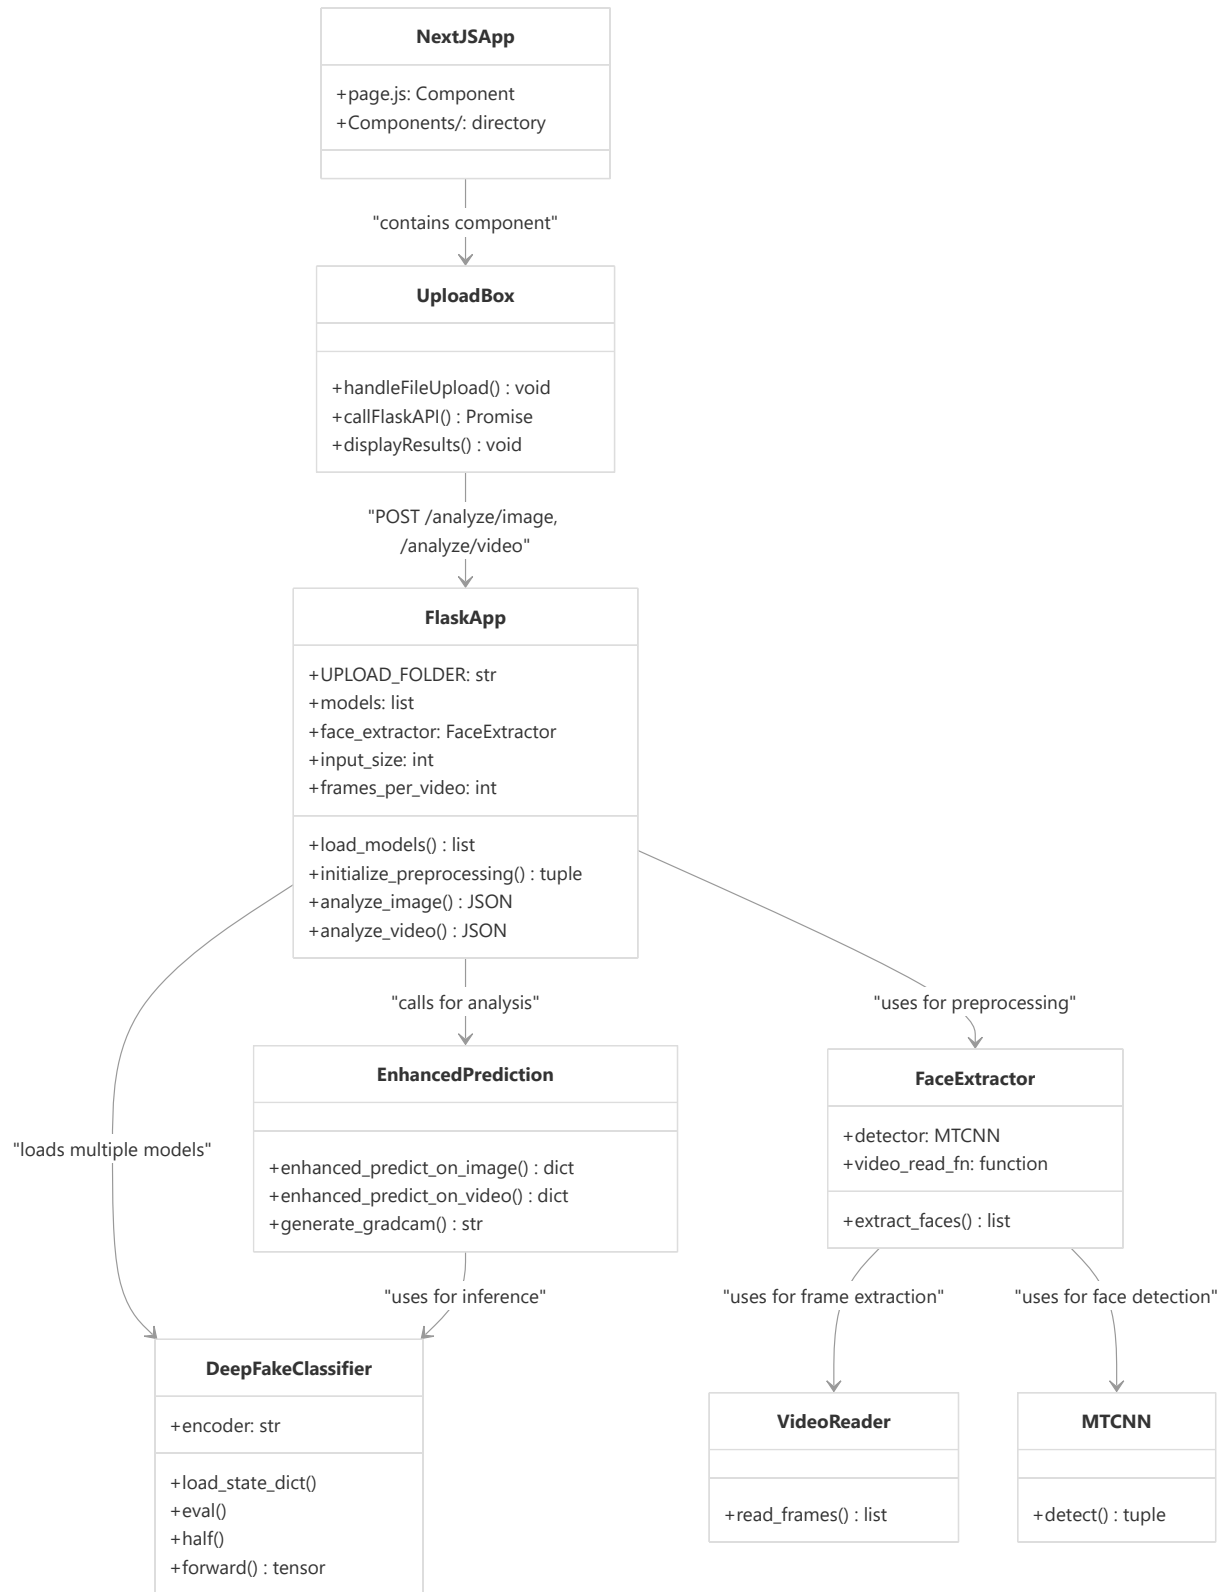 NextJSApp
+page.js: Component
+Components/: directory
"contains component"
UploadBox
+handleFileUpload() : void
+callFlaskAPI() : Promise
+displayResults() : void
"POST /analyze/image,
/analyze/video"
FlaskApp
+UPLOAD_FOLDER: str
+models: list
+face_extractor: FaceExtractor
+input_size: int
+frames_per_video: int
+load_models() : list
+initialize_preprocessing() : tuple
+analyze_image() : JSON
+analyze_video() : JSON
"calls for analysis"
"uses for preprocessing"
"loads multiple models"
EnhancedPrediction
+enhanced_predict_on_image() : dict
+enhanced_predict_on_video() : dict
+generate_gradcam() : str
FaceExtractor
+detector: MTCNN
+video_read_fn: function
+extract_faces() : list
"uses for inference"
"uses for frame extraction"
"uses for face detection"
DeepFakeClassifier
+encoder: str
+load_state_dict()
+eval()
+half()
+forward() : tensor
VideoReader
+read_frames() : list
MTCNN
+detect() : tuple